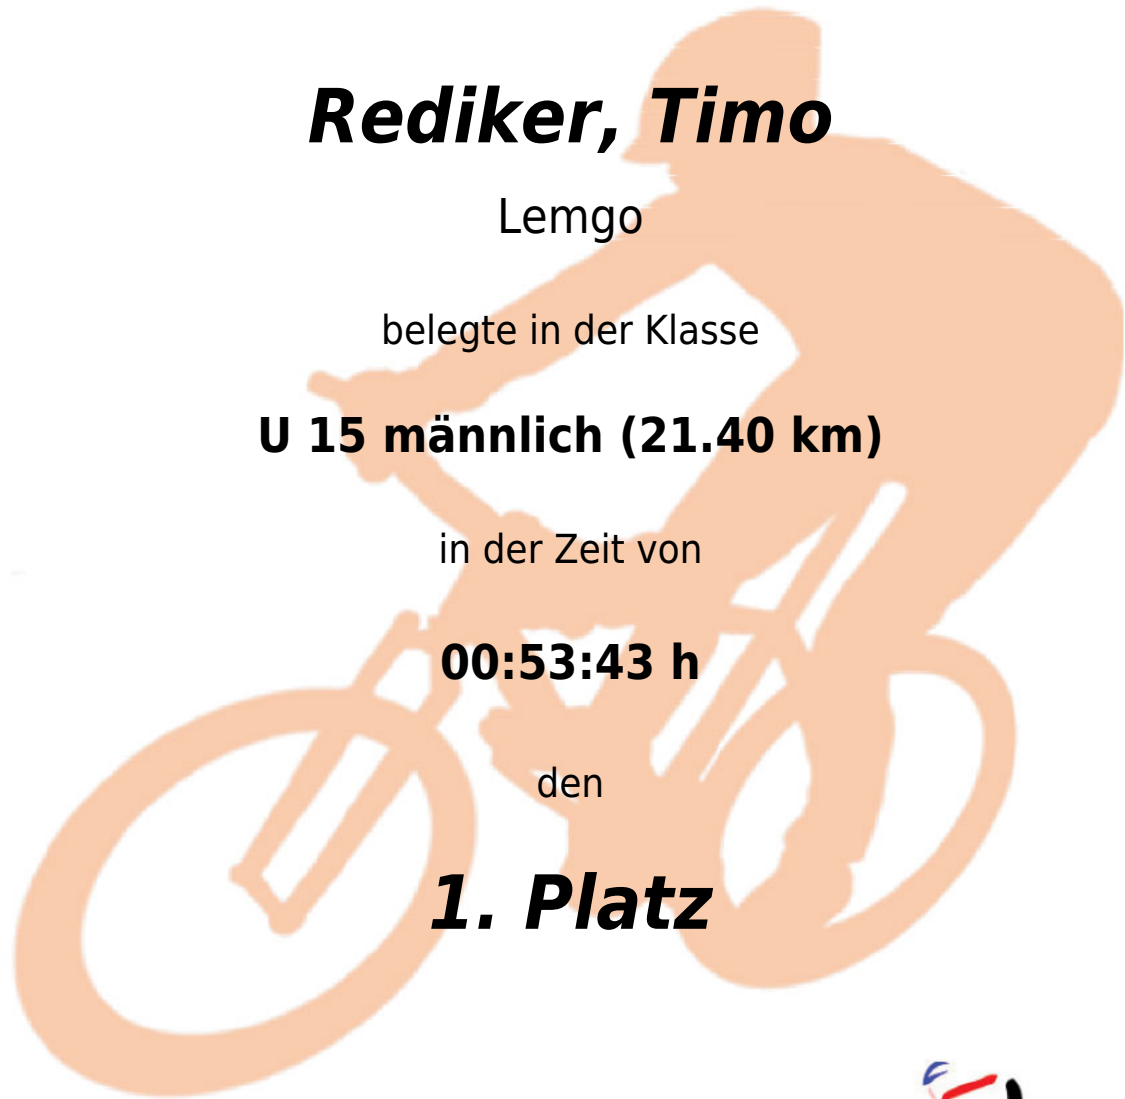 Rediker, Timo
Lemgo
belegte in der Klasse
U 15 männlich (21.40 km)
in der Zeit von
00:53:43 h
den
1. Platz